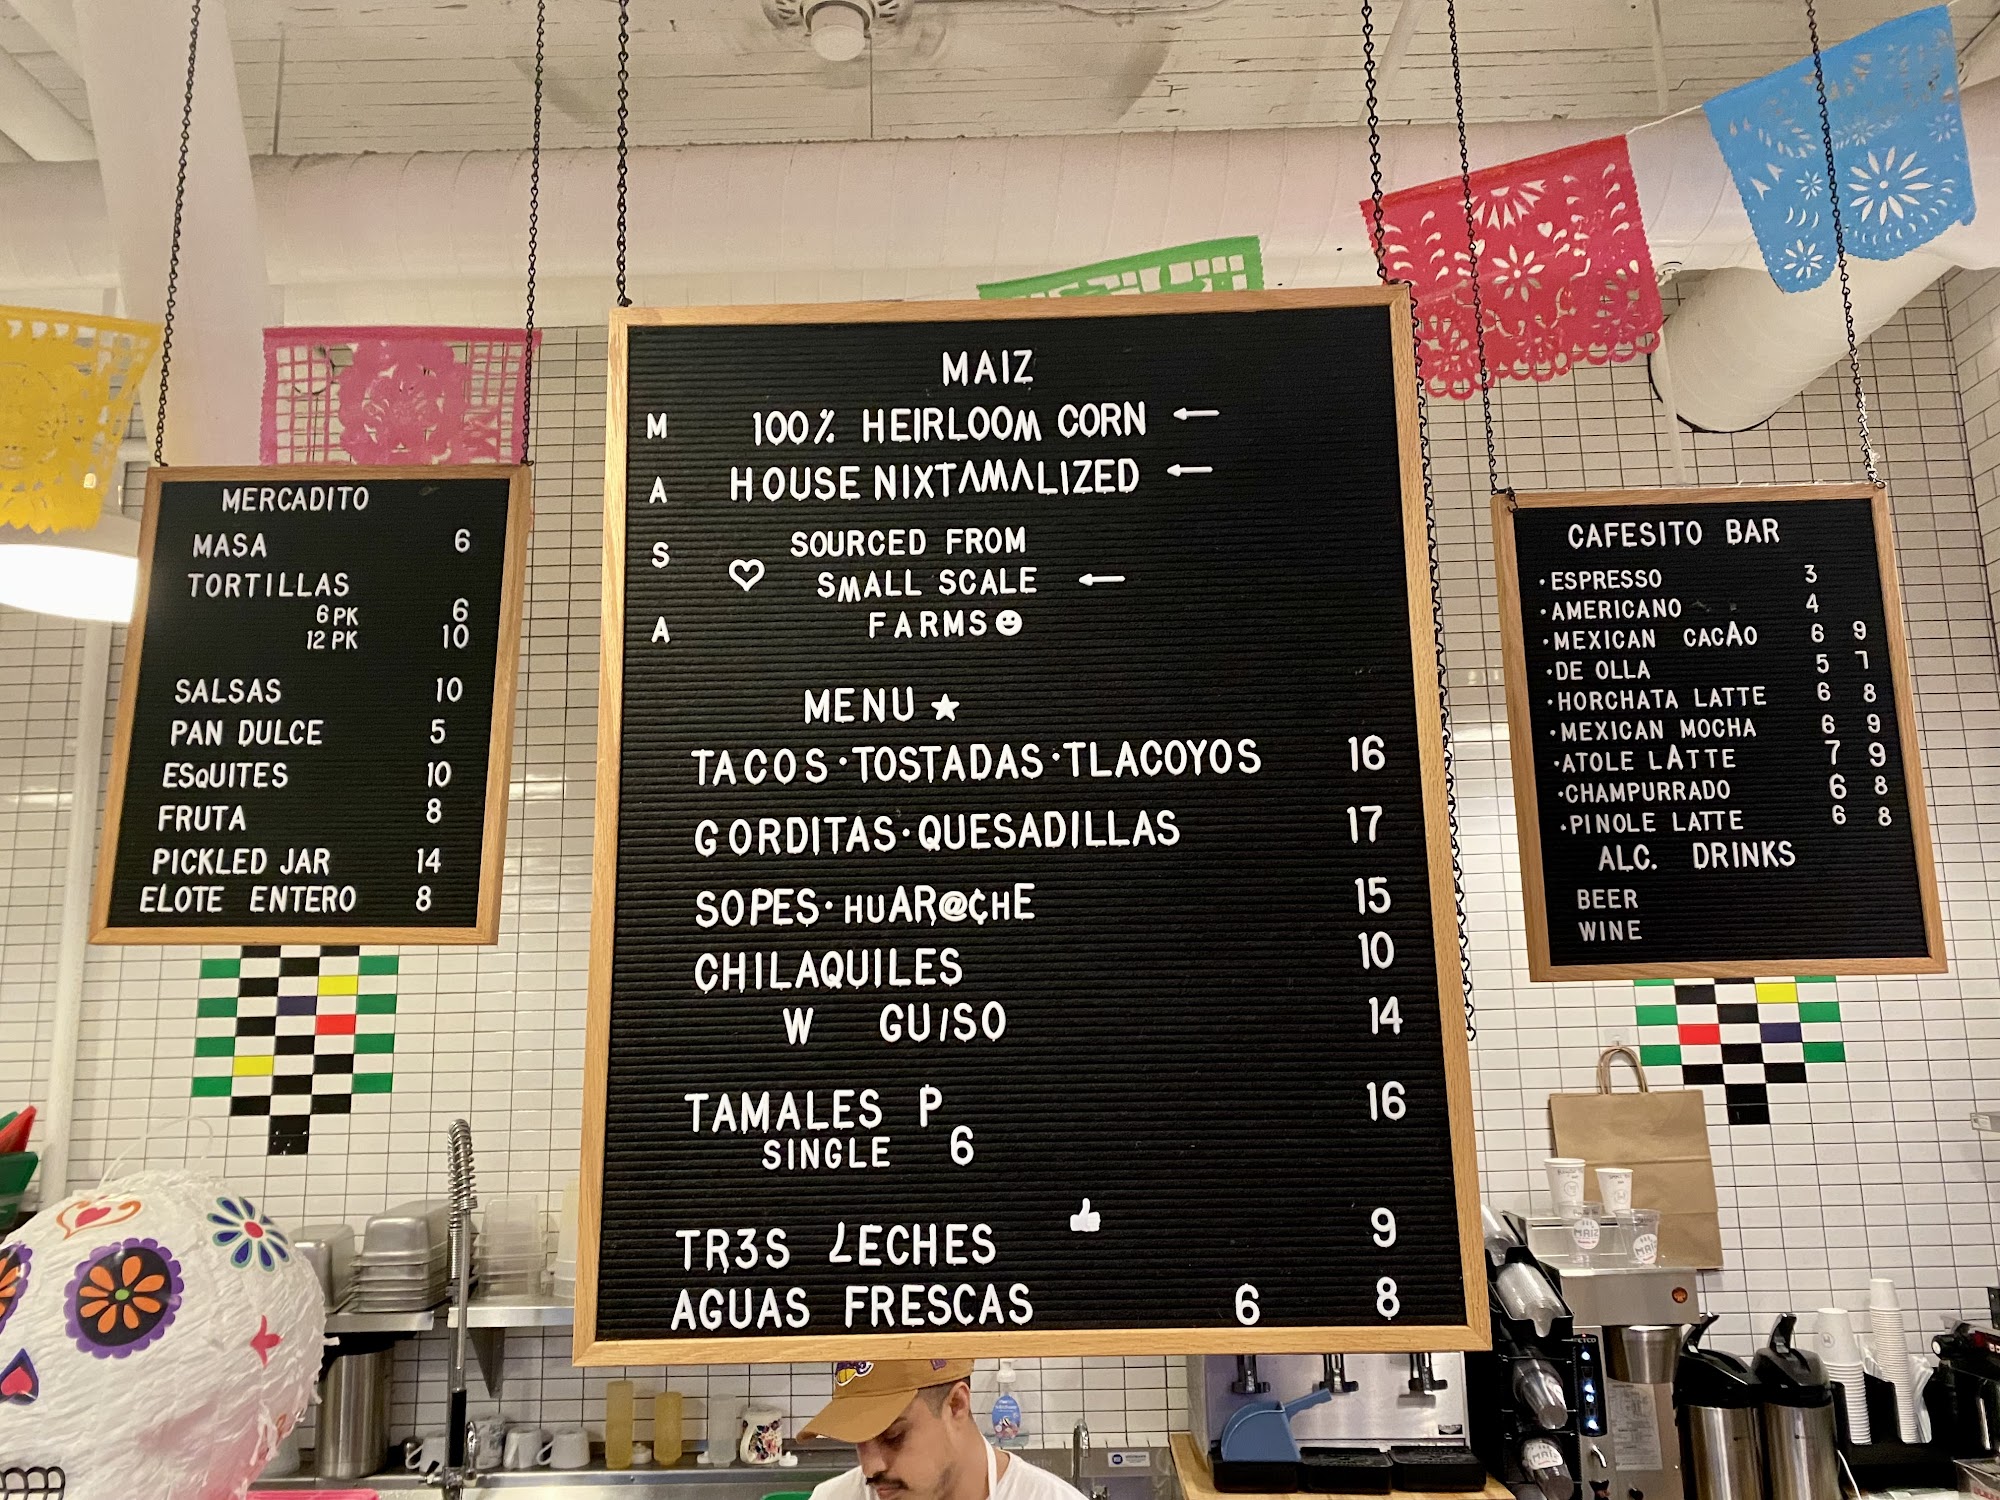 MERCADITO
MASA 6
TORTILLAS
6 PK 6
12 PK 10
SALSAS 10
PAN DULCE 5
ESqUITES 10
FRUTA 8
PICKLED JAR 14
ELOTE ENTERO 8
MASA
MAIZ
100% HEIRLOOM CORN ←
HOUSE NIXTAMALIZED ←
SOURCED FROM
♡ SMALL SCALE ←
FARMS☻
MENU ★
TACOS·TOSTADAS·TLACOYOS 16
GORDITAS·QUESADILLAS 17
SOPES·HUAR@¢HE 15
CHILAQUILES 10
W GU/SO 14
TAMALES P 16
SINGLE 6
TR3S LECHES 👍 9
AGUAS FRESCAS 6 8
CAFESITO BAR
·ESPRESSO 3
·AMERICANO 4
·MEXICAN CACAO 6 9
·DE OLLA 5 7
·HORCHATA LATTE 6 8
·MEXICAN MOCHA 6 9
·ATOLE LATTE 7 9
·CHAMPURRADO 6 8
·PINOLE LATTE 6 8
ALC. DRINKS
BEER
WINE
MAIZ